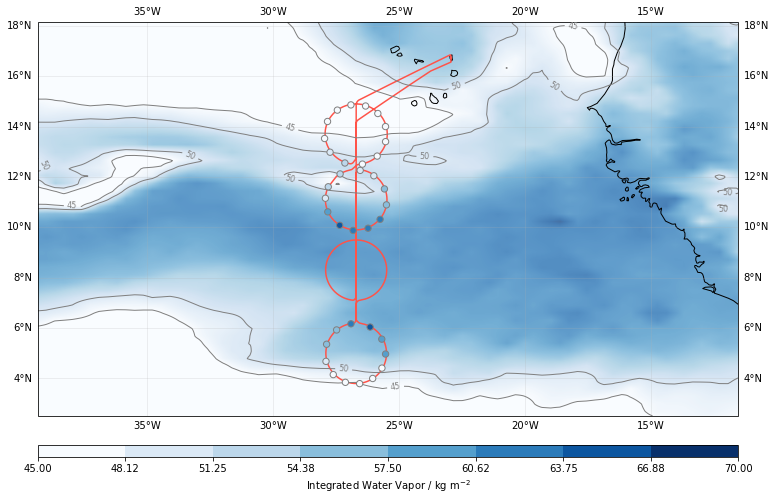 35°W 30°W 25°W 20°W 15°W
18°N 45 18°N
16°N 50 50 16°N
14°N 45 14°N
50 50 50
12°N 50 12°N
50
45 50
10°N 10°N
8°N 8°N
6°N 6°N
4°N 50 50 4°N
45
35°W 30°W 25°W 20°W 15°W
45.00 48.12 51.25 54.38 57.50 60.62 63.75 66.88 70.00
Integrated Water Vapor / kg m⁻²